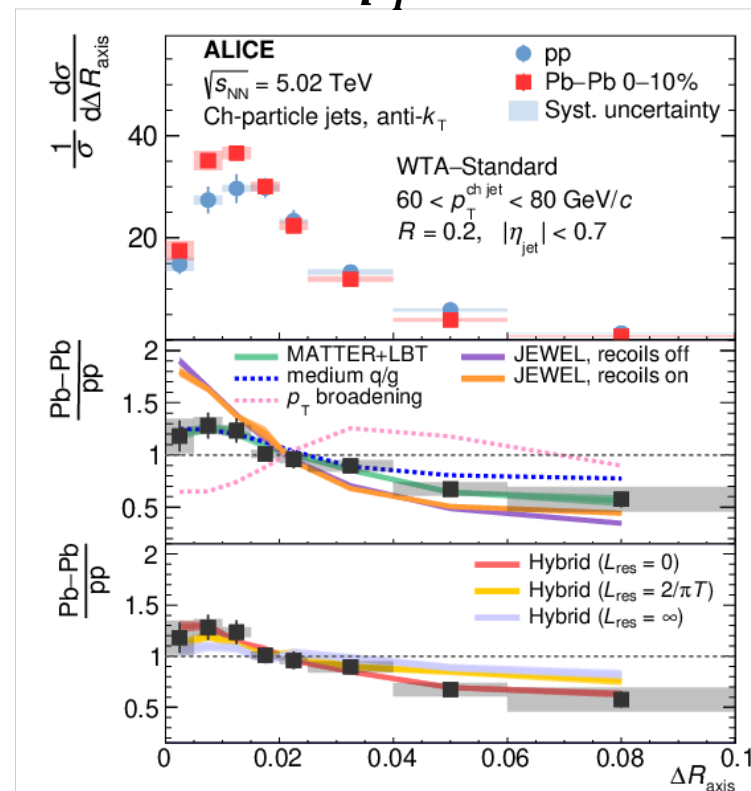 ALICE
√s_NN = 5.02 TeV
Ch-particle jets, anti-k_T
pp
Pb−Pb 0−10%
Syst. uncertainty
WTA−Standard
60 < p_T^ch jet < 80 GeV/c
R = 0.2, |η_jet| < 0.7
1/σ dσ/dΔR_axis
40
20
MATTER+LBT
medium q/g
p_T broadening
JEWEL, recoils off
JEWEL, recoils on
Pb−Pb/pp
2
1.5
1
0.5
Hybrid (L_res = 0)
Hybrid (L_res = 2/πT)
Hybrid (L_res = ∞)
Pb−Pb/pp
2
1.5
1
0.5
0 0.02 0.04 0.06 0.08 0.1
ΔR_axis